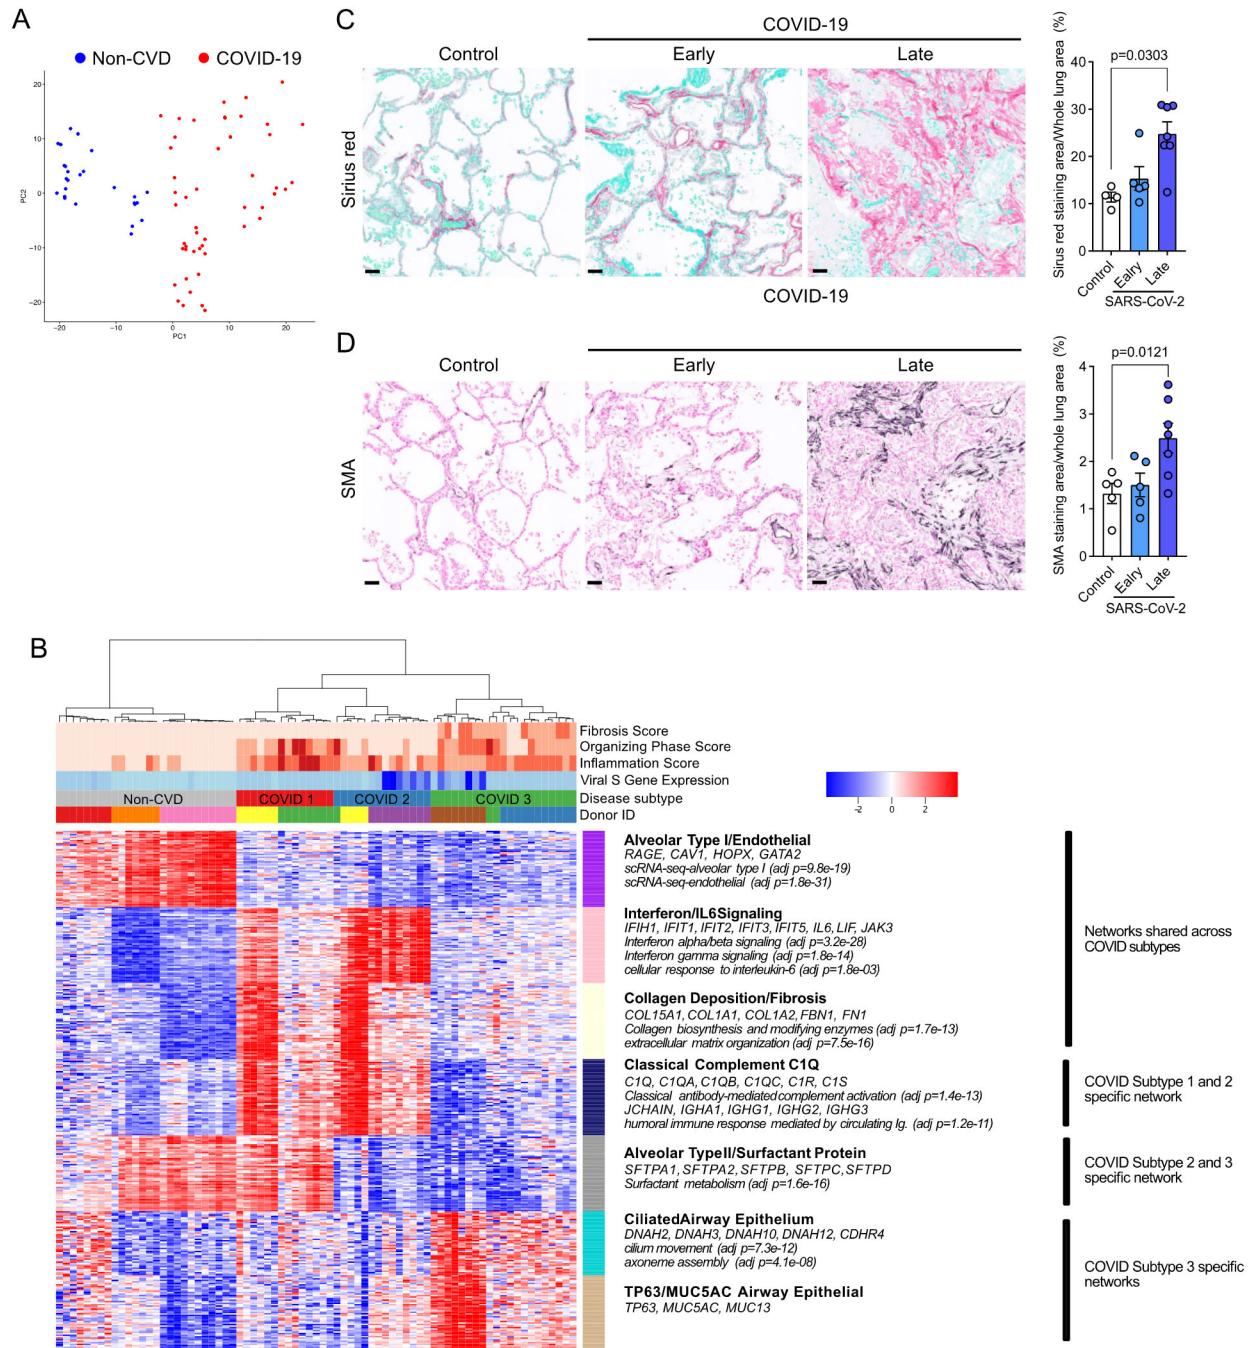 A
Non-CVD
COVID-19
20
10
0
−10
−20
−20
−10
0
10
20
PC2
PC1
C
COVID-19
Control
Early
Late
Sirius red
COVID-19
Sirus red staining area/Whole lung area (%)
p=0.0303
40
30
20
10
0
Control
Ealry
Late
SARS-CoV-2
D
Control
Early
Late
SMA
SMA staining area/whole lung area (%)
p=0.0121
4
3
2
1
0
Control
Ealry
Late
SARS-CoV-2
B
Fibrosis Score
Organizing Phase Score
Inflammation Score
Viral S Gene Expression
Disease subtype
Donor ID
Non-CVD
COVID 1
COVID 2
COVID 3
-2
0
2
Alveolar Type I/Endothelial
RAGE, CAV1, HOPX, GATA2
scRNA-seq-alveolar type I (adj p=9.8e-19)
scRNA-seq-endothelial (adj p=1.8e-31)
Interferon/IL6Signaling
IFIH1, IFIT1, IFIT2, IFIT3, IFIT5, IL6, LIF, JAK3
Interferon alpha/beta signaling (adj p=3.2e-28)
Interferon gamma signaling (adj p=1.8e-14)
cellular response to interleukin-6 (adj p=1.8e-03)
Collagen Deposition/Fibrosis
COL15A1, COL1A1, COL1A2, FBN1, FN1
Collagen biosynthesis and modifying enzymes (adj p=1.7e-13)
extracellular matrix organization (adj p=7.5e-16)
Classical Complement C1Q
C1Q, C1QA, C1QB, C1QC, C1R, C1S
Classical antibody-mediated complement activation (adj p=1.4e-13)
JCHAIN, IGHA1, IGHG1, IGHG2, IGHG3
humoral immune response mediated by circulating Ig. (adj p=1.2e-11)
Alveolar TypeII/Surfactant Protein
SFTPA1, SFTPA2, SFTPB, SFTPC, SFTPD
Surfactant metabolism (adj p=1.6e-16)
CiliatedAirway Epithelium
DNAH2, DNAH3, DNAH10, DNAH12, CDHR4
cilium movement (adj p=7.3e-12)
axoneme assembly (adj p=4.1e-08)
TP63/MUC5AC Airway Epithelial
TP63, MUC5AC, MUC13
Networks shared across
COVID subtypes
COVID Subtype 1 and 2
specific network
COVID Subtype 2 and 3
specific network
COVID Subtype 3 specific
networks